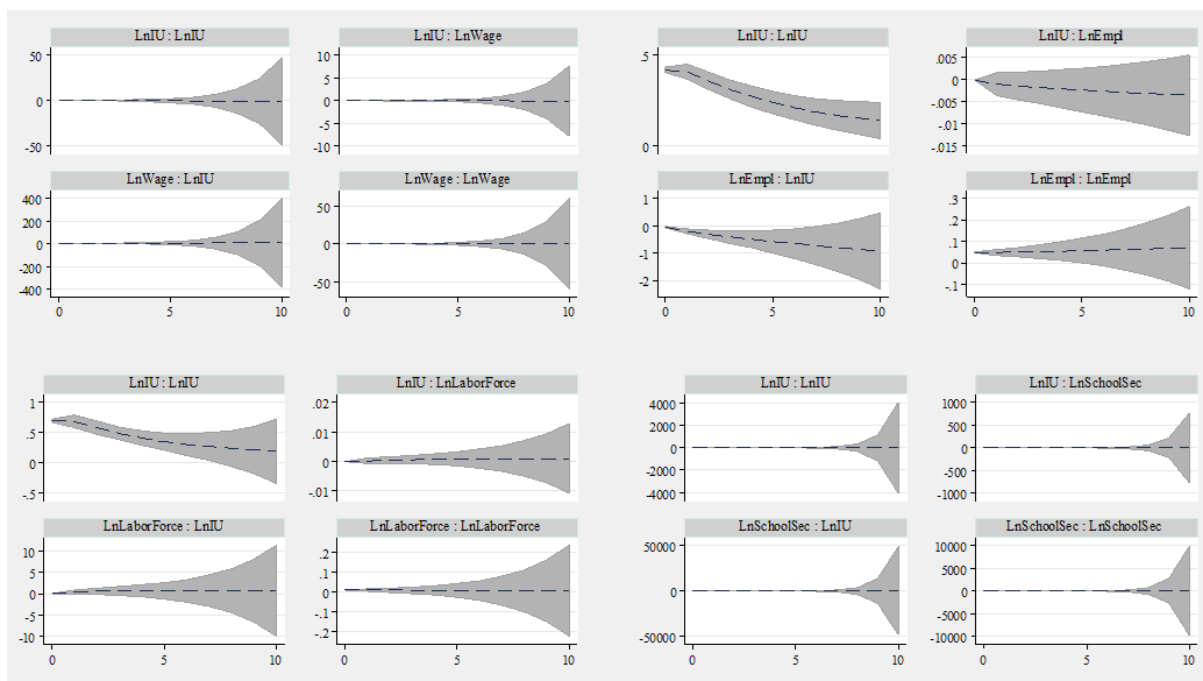 LnIU : LnIU
50
0
-50
LnIU : LnWage
10
5
0
-5
-10
LnWage : LnIU
400
200
0
-200
-400
0 5 10
LnWage : LnWage
50
0
-50
0 5 10
LnIU : LnIU
.5
0
LnIU : LnEmpl
.005
0
-.005
-.01
-.015
LnEmpl : LnIU
1
0
-1
-2
0 5 10
LnEmpl : LnEmpl
.3
.2
.1
0
-.1
0 5 10
LnIU : LnIU
1
.5
0
-.5
LnIU : LnLaborForce
.02
.01
0
-.01
LnLaborForce : LnIU
10
5
0
-5
-10
0 5 10
LnLaborForce : LnLaborForce
.2
.1
0
-.1
-.2
0 5 10
LnIU : LnIU
4000
2000
0
-2000
-4000
LnIU : LnSchoolSec
1000
500
0
-500
-1000
LnSchoolSec : LnIU
50000
0
-50000
0 5 10
LnSchoolSec : LnSchoolSec
10000
5000
0
-5000
-10000
0 5 10